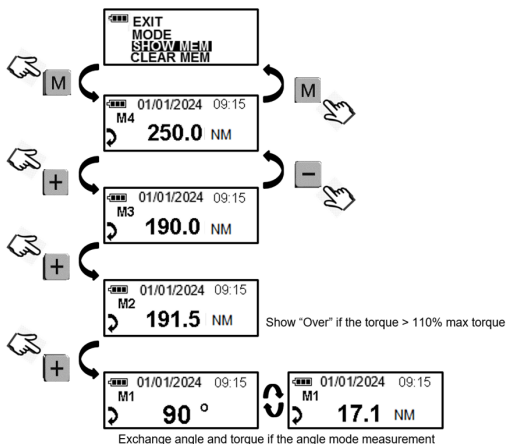 EXIT
MODE
SHOW MEM
CLEAR MEM
M
M
01/01/2024 09:15
M4
250.0 NM
+
−
01/01/2024 09:15
M3
190.0 NM
+
01/01/2024 09:15
M2
191.5 NM
Show “Over” if the torque > 110% max torque
+
01/01/2024 09:15
M1
90 °
01/01/2024 09:15
M1
17.1 NM
Exchange angle and torque if the angle mode measurement